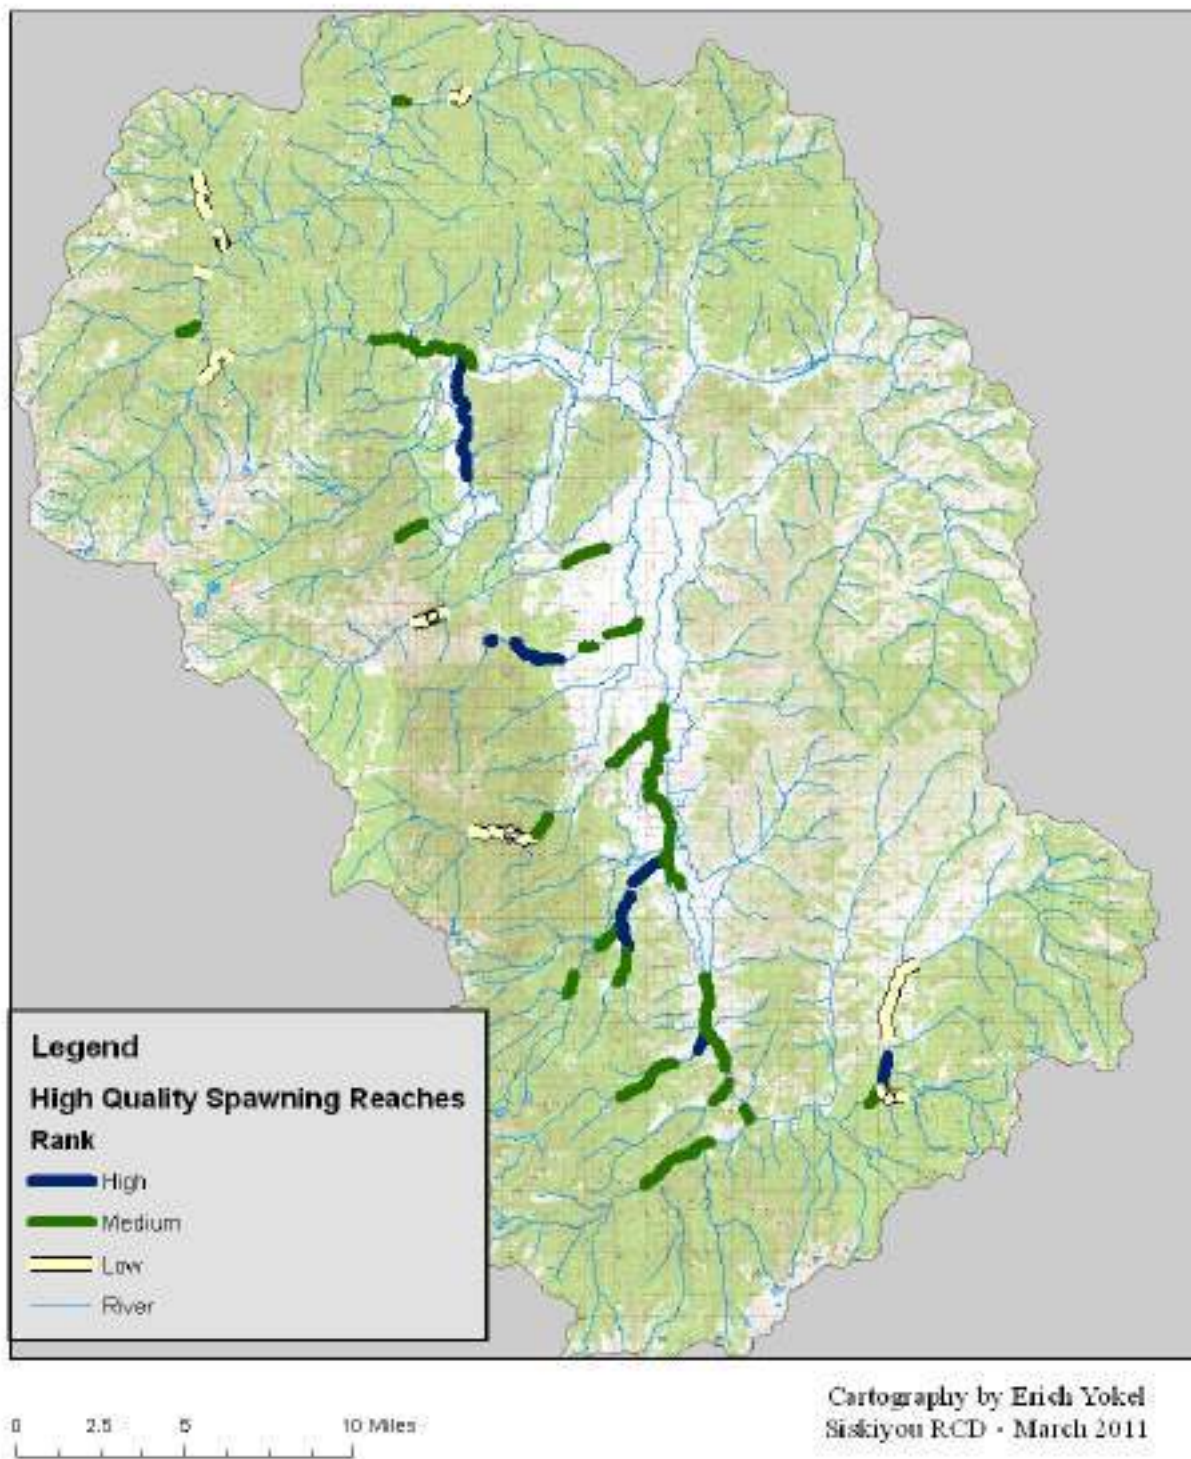 Legend
High Quality Spawning Reaches
Rank
High
Medium
Low
River
0 2.5 5 10 Miles
Cartography by Erich Yokel
Siskiyou RCD - March 2011